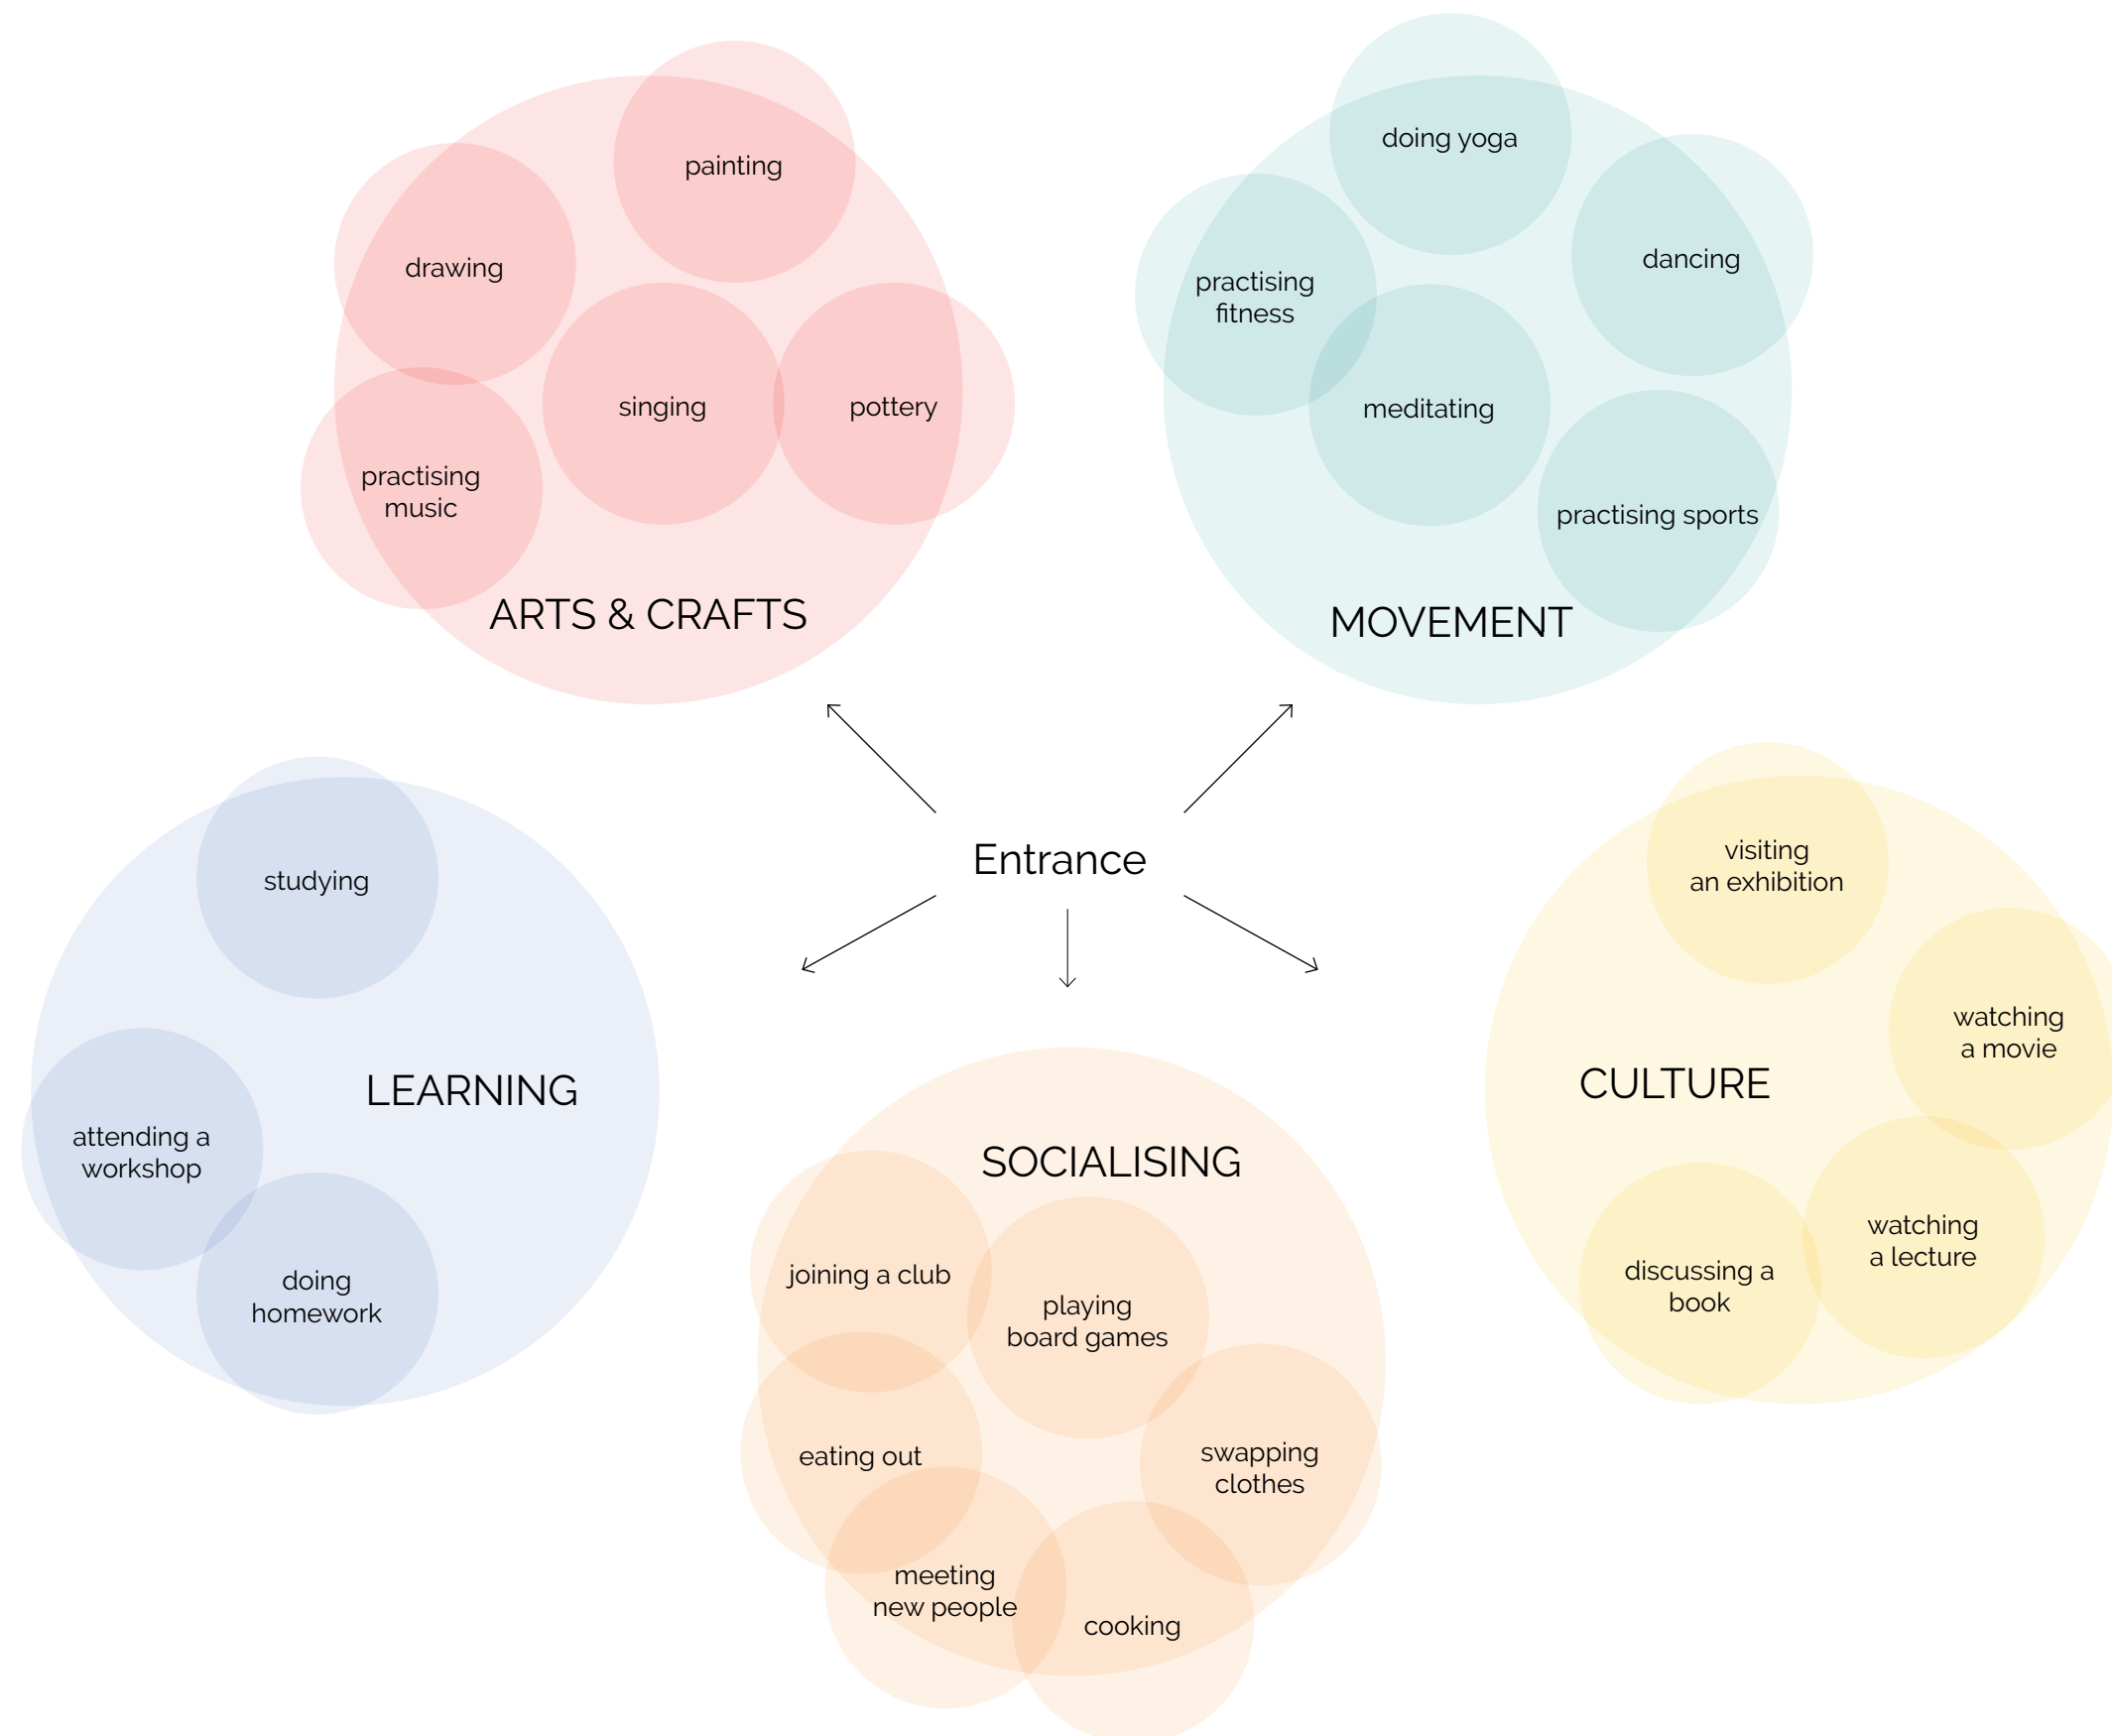 painting
drawing
singing
pottery
practising
music
ARTS & CRAFTS
doing yoga
dancing
practising
fitness
meditating
practising sports
MOVEMENT
Entrance
studying
LEARNING
attending a
workshop
doing
homework
visiting
an exhibition
watching
a movie
CULTURE
watching
a lecture
discussing a
book
SOCIALISING
joining a club
playing
board games
eating out
swapping
clothes
meeting
new people
cooking